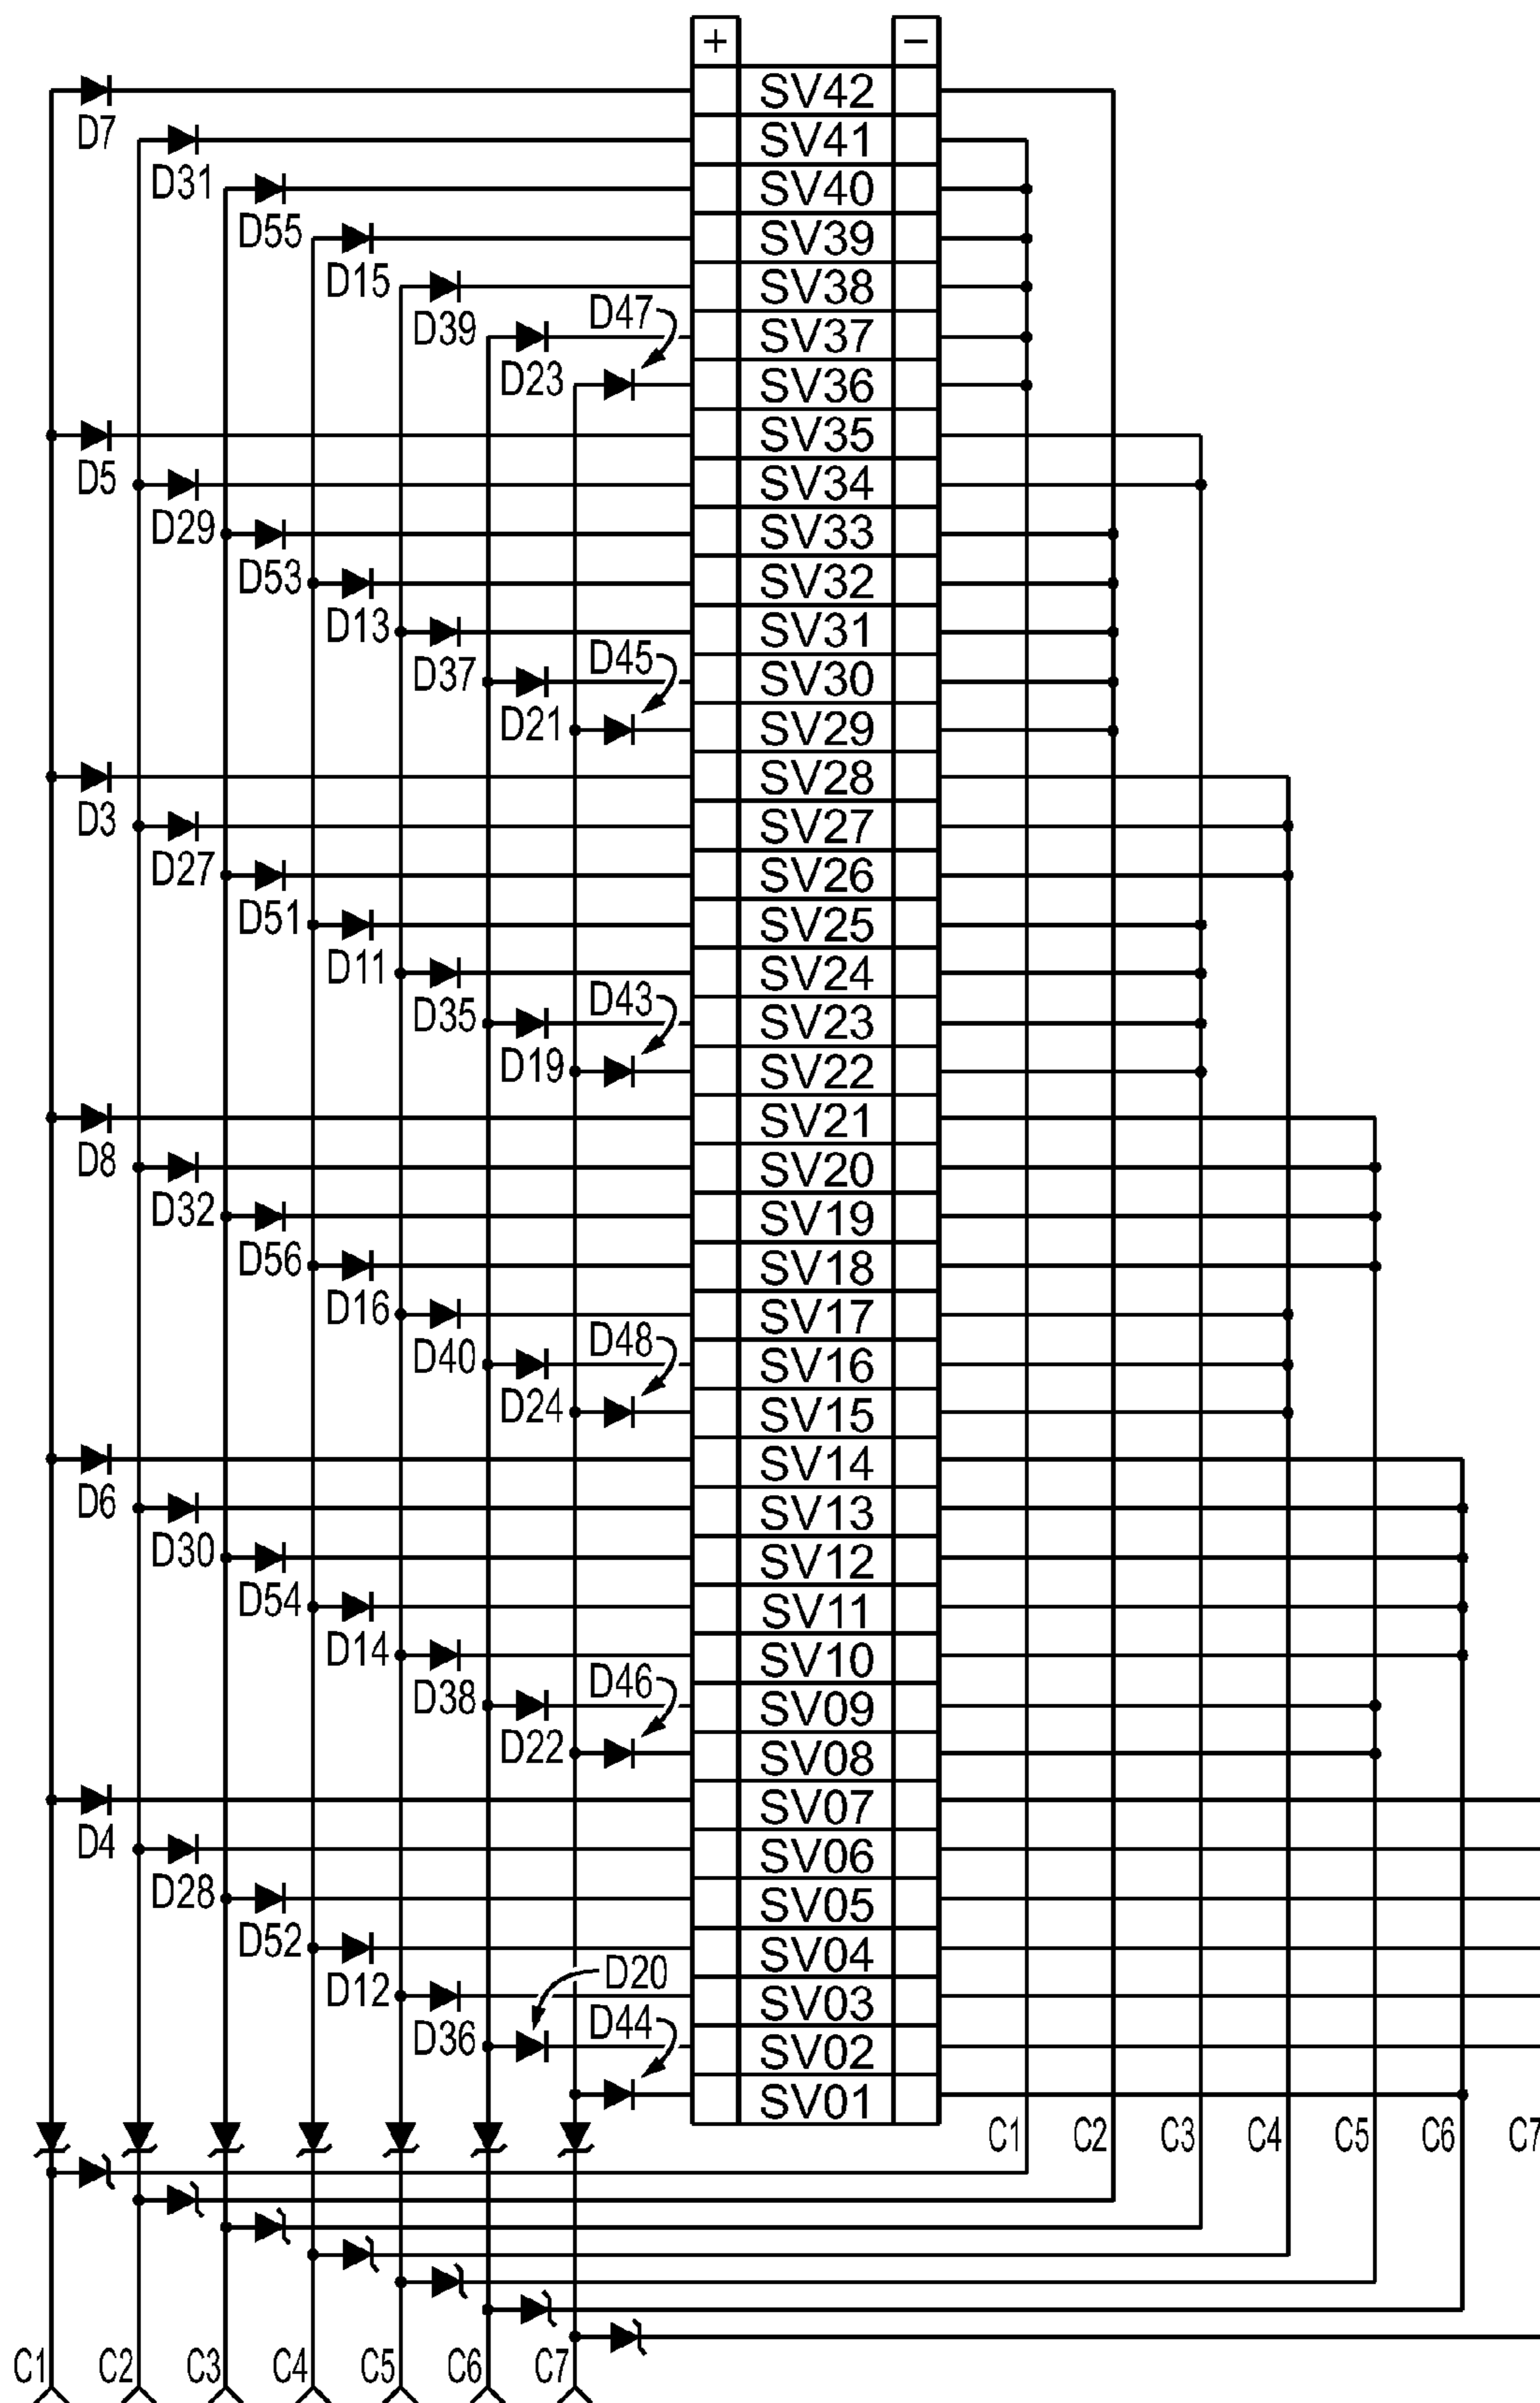 + −
SV42
D7
SV41
D31
SV40
D55
SV39
D15
SV38
D47
D39
SV37
D23
SV36
SV35
D5
SV34
D29
SV33
D53
SV32
D13
SV31
D45
D37
SV30
D21
SV29
SV28
D3
SV27
D27
SV26
D51
SV25
D11
SV24
D43
D35
SV23
D19
SV22
SV21
D8
SV20
D32
SV19
D56
SV18
D16
SV17
D48
D40
SV16
D24
SV15
SV14
D6
SV13
D30
SV12
D54
SV11
D14
SV10
D46
D38
SV09
D22
SV08
SV07
D4
SV06
D28
SV05
D52
SV04
D20
D12
SV03
D44
D36
SV02
SV01
C1 C2 C3 C4 C5 C6 C7
C1 C2 C3 C4 C5 C6 C7